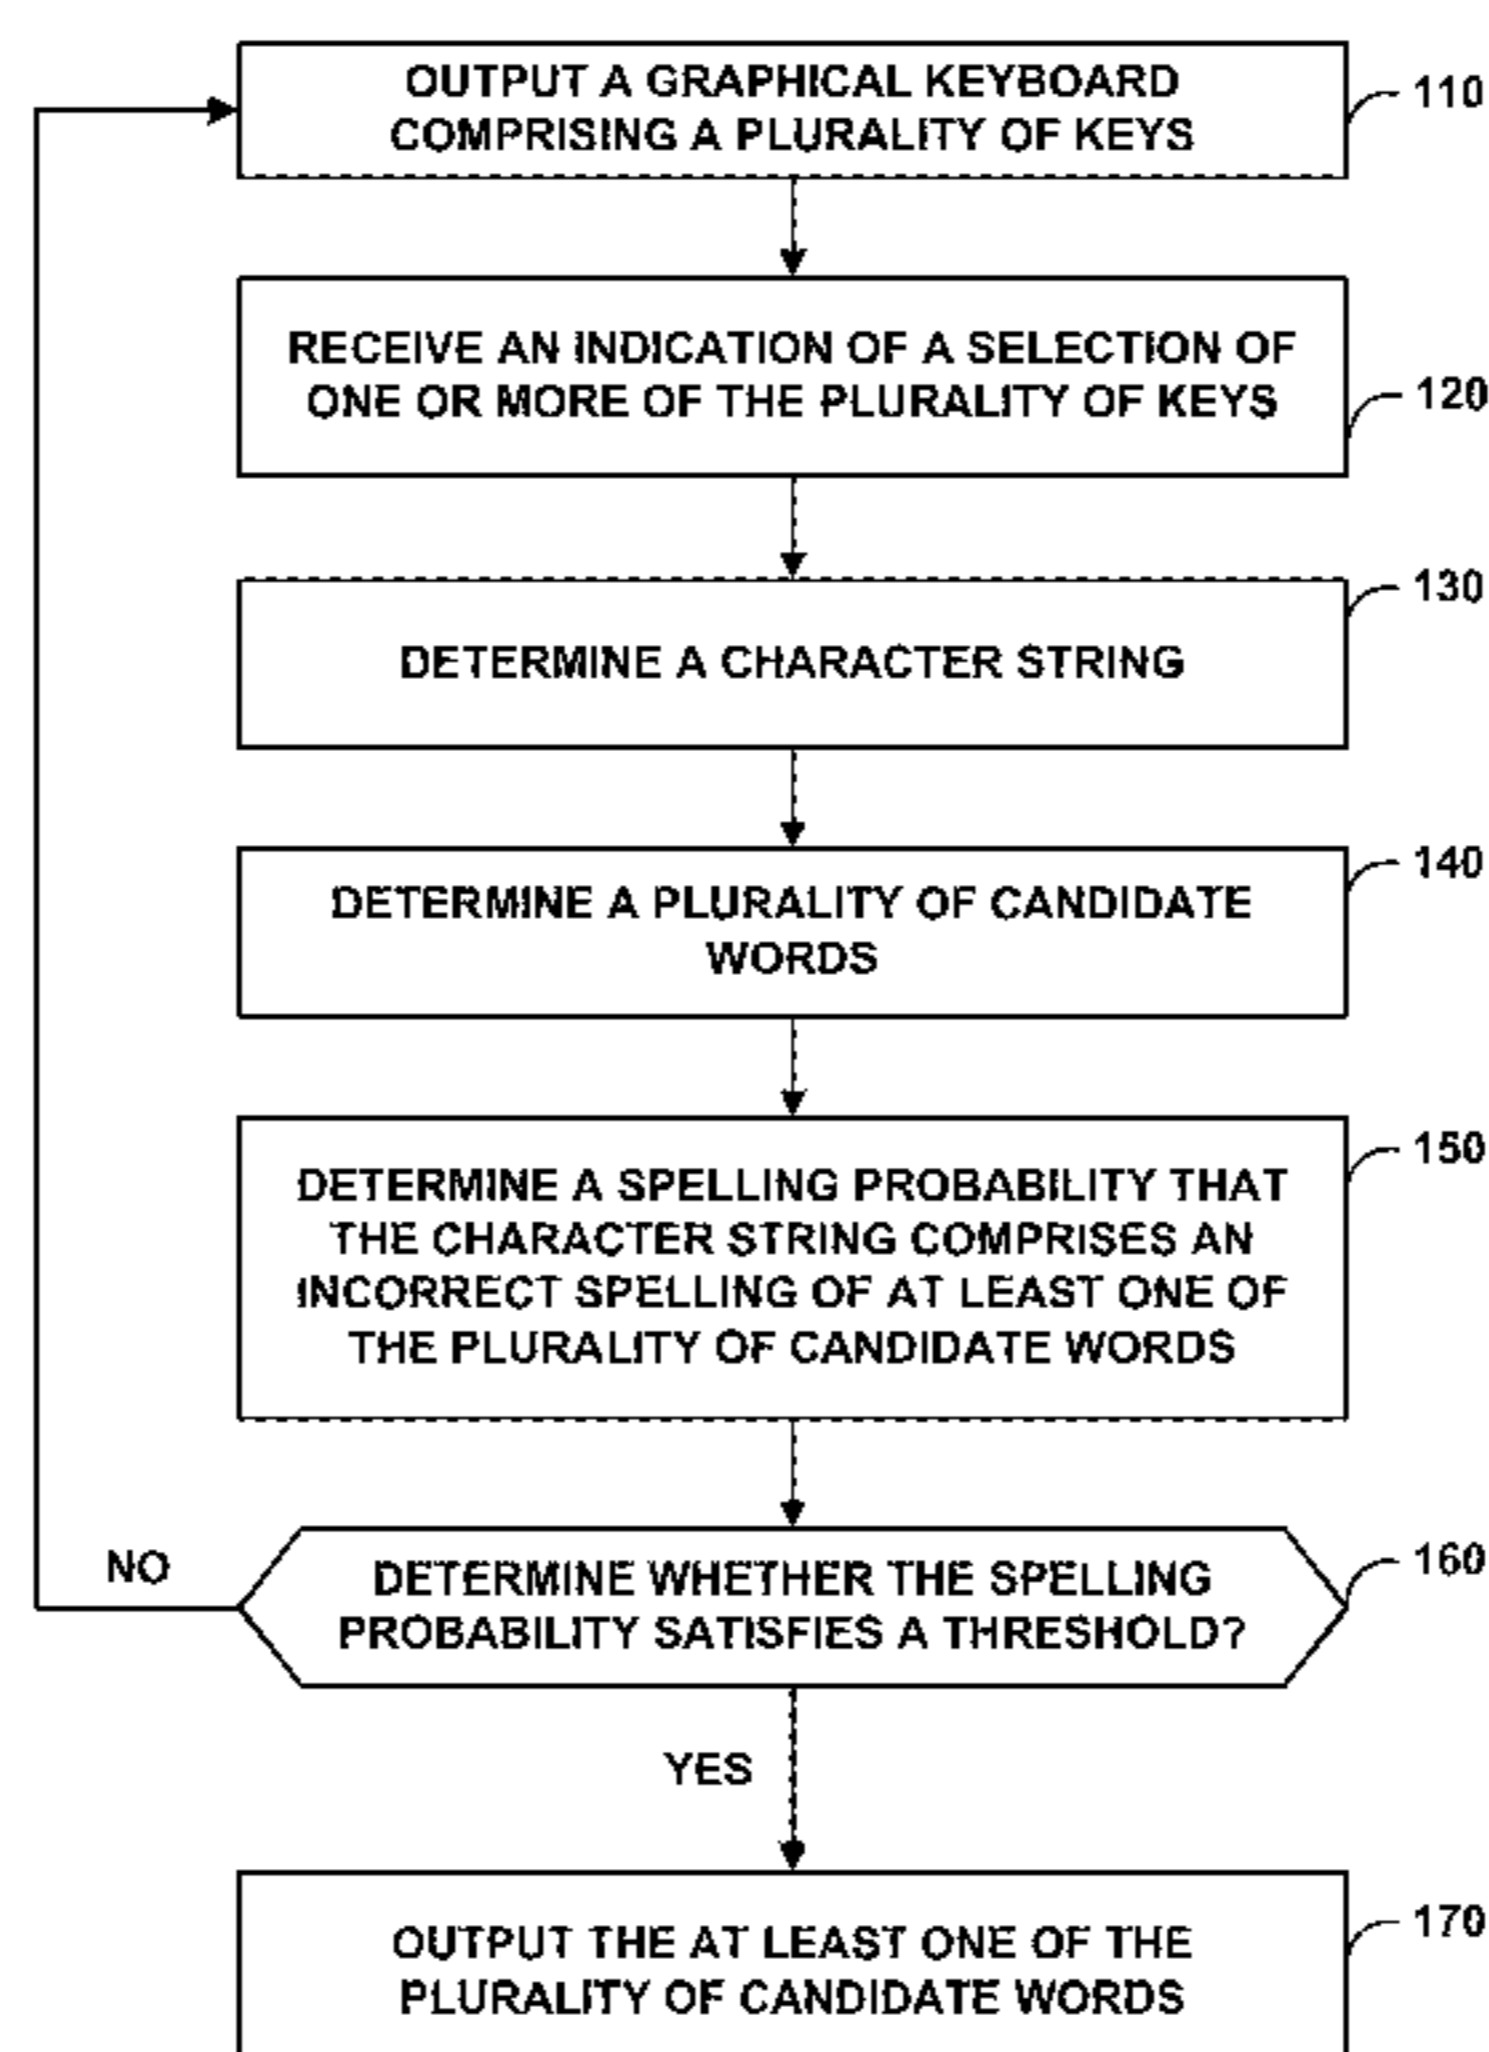 OUTPUT A GRAPHICAL KEYBOARD
COMPRISING A PLURALITY OF KEYS
110
RECEIVE AN INDICATION OF A SELECTION OF
ONE OR MORE OF THE PLURALITY OF KEYS
120
130
DETERMINE A CHARACTER STRING
140
DETERMINE A PLURALITY OF CANDIDATE
WORDS
150
DETERMINE A SPELLING PROBABILITY THAT
THE CHARACTER STRING COMPRISES AN
INCORRECT SPELLING OF AT LEAST ONE OF
THE PLURALITY OF CANDIDATE WORDS
160
NO
DETERMINE WHETHER THE SPELLING
PROBABILITY SATISFIES A THRESHOLD?
YES
170
OUTPUT THE AT LEAST ONE OF THE
PLURALITY OF CANDIDATE WORDS